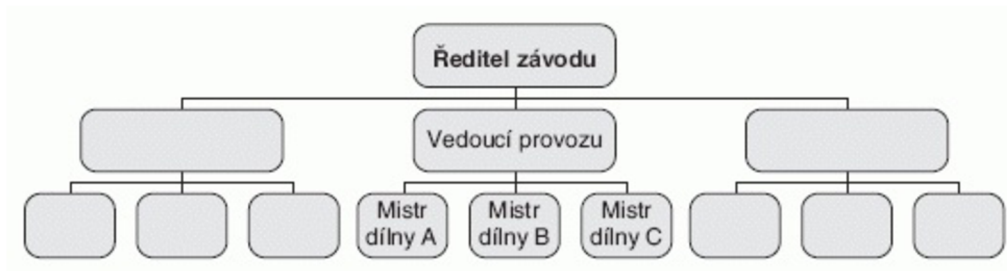 Ředitel závodu
Vedoucí provozu
Mistr
dílny A
Mistr
dílny B
Mistr
dílny C